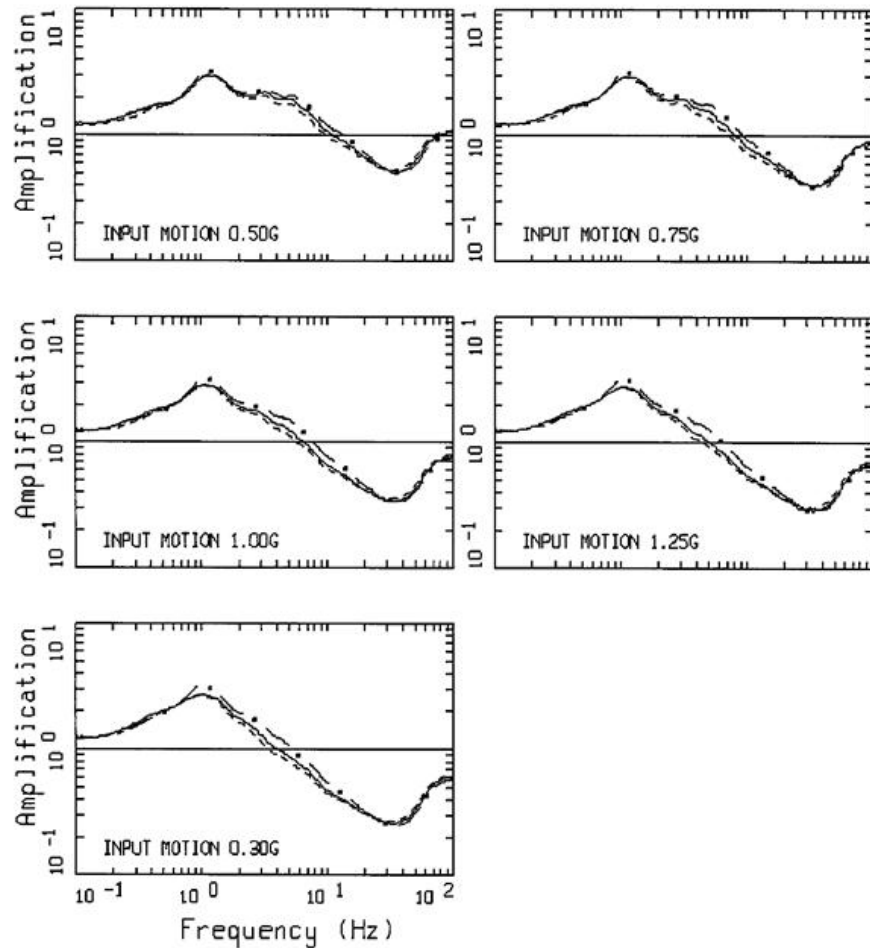 Amplification
10 1
10 0
10 -1
INPUT MOTION 0.50G
10 1
10 0
10 -1
INPUT MOTION 0.75G
Amplification
10 1
10 0
10 -1
INPUT MOTION 1.00G
10 1
10 0
10 -1
INPUT MOTION 1.25G
Amplification
10 1
10 0
10 -1
INPUT MOTION 0.30G
10 -1 10 0 10 1 10 2
Frequency (Hz)